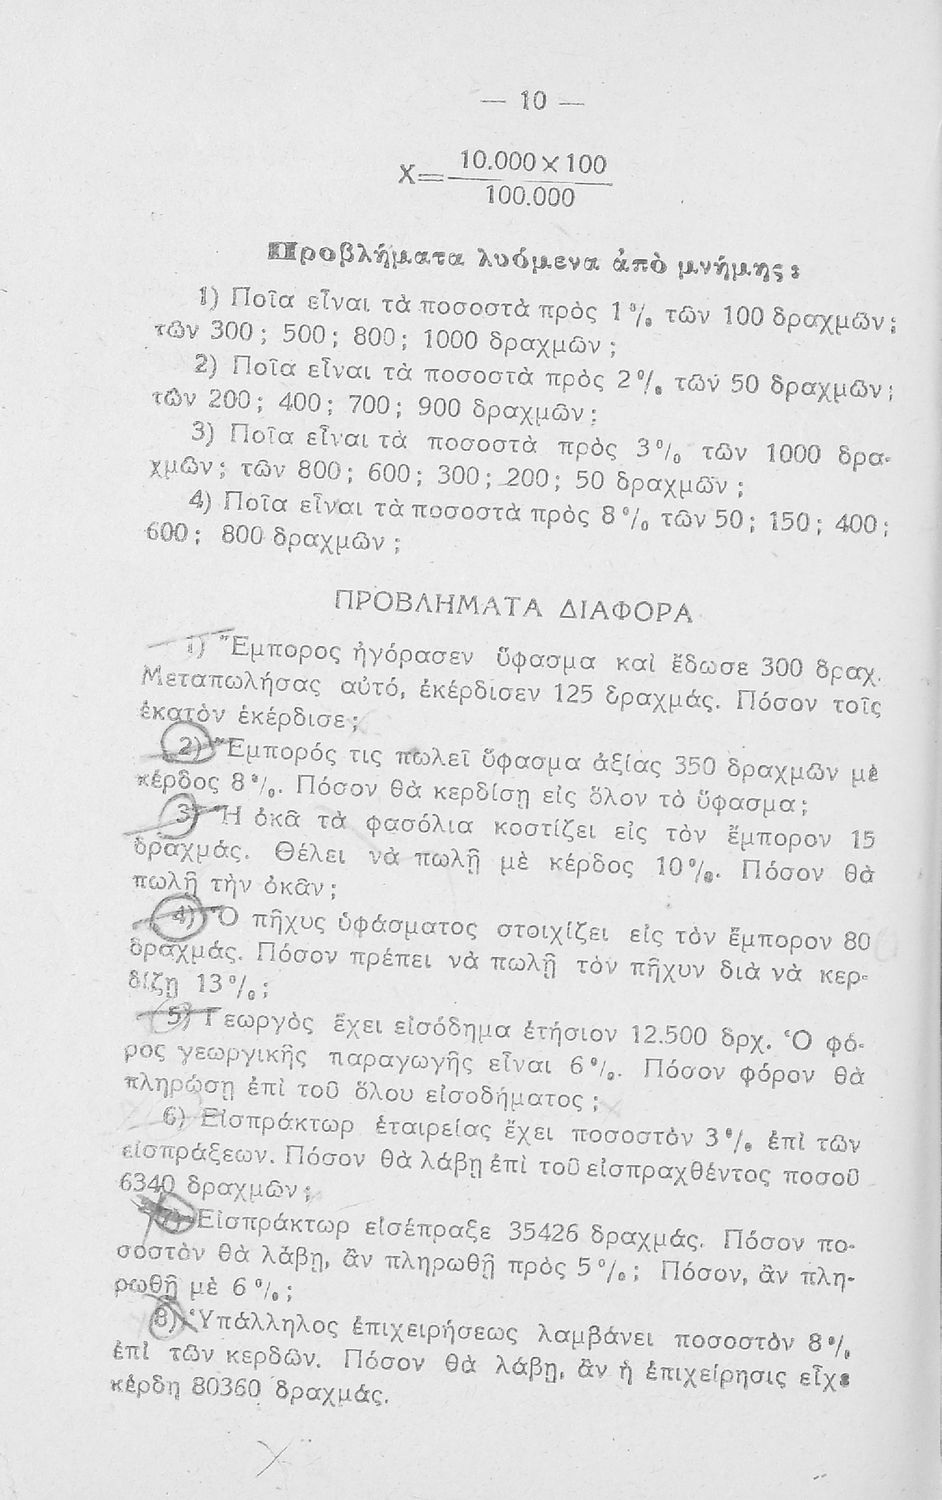 — 10 —
X= 10.000 × 100
100.000
Προβλήματα λυόμενα ἀπὸ μνήμης :
1) Ποῖα εἶναι τὰ ποσοστὰ πρὸς 1 % τῶν 100 δραχμῶν ;
τῶν 300 ; 500 ; 800 ; 1000 δραχμῶν ;
2) Ποῖα εἶναι τὰ ποσοστὰ πρὸς 2 % τῶν 50 δραχμῶν ;
τῶν 200 ; 400 ; 700 ; 900 δραχμῶν ;
3) Ποῖα εἶναι τὰ ποσοστὰ πρὸς 3 % τῶν 1000 δρα-
χμῶν ; τῶν 800 ; 600 ; 300 ; 200 ; 50 δραχμῶν ;
4) Ποῖα εἶναι τὰ ποσοστὰ πρὸς 8 % τῶν 50 ; 150 ; 400 ;
600 ; 800 δραχμῶν ;
ΠΡΟΒΛΗΜΑΤΑ ΔΙΑΦΟΡΑ
1) Ἔμπορος ἠγόρασεν ὕφασμα καὶ ἔδωσε 300 δραχ.
Μεταπωλήσας αὐτό, ἐκέρδισεν 125 δραχμάς. Πόσον τοῖς
ἑκατὸν ἐκέρδισε ;
2) Ἔμπορός τις πωλεῖ ὕφασμα ἀξίας 350 δραχμῶν μὲ
κέρδος 8 %. Πόσον θὰ κερδίσῃ εἰς ὅλον τὸ ὕφασμα ;
3) Ἡ ὀκᾶ τὰ φασόλια κοστίζει εἰς τὸν ἔμπορον 15
δραχμάς. Θέλει νὰ πωλῇ μὲ κέρδος 10 %. Πόσον θὰ
πωλῇ τὴν ὀκᾶν ;
4) Ὁ πῆχυς ὑφάσματος στοιχίζει εἰς τὸν ἔμπορον 80
δραχμάς. Πόσον πρέπει νὰ πωλῇ τὸν πῆχυν διὰ νὰ κερ-
δίζῃ 13 % ;
5) Γεωργὸς ἔχει εἰσόδημα ἐτήσιον 12.500 δρχ. Ὁ φό-
ρος γεωργικῆς παραγωγῆς εἶναι 6 %. Πόσον φόρον θὰ
πληρώσῃ ἐπὶ τοῦ ὅλου εἰσοδήματος ;
6) Εἰσπράκτωρ ἑταιρείας ἔχει ποσοστὸν 3 % ἐπὶ τῶν
εἰσπράξεων. Πόσον θὰ λάβῃ ἐπὶ τοῦ εἰσπραχθέντος ποσοῦ
6340 δραχμῶν ;
7) Εἰσπράκτωρ εἰσέπραξε 35426 δραχμάς. Πόσον πο-
σοστὸν θὰ λάβῃ, ἂν πληρωθῇ πρὸς 5 % ; Πόσον, ἂν πλη-
ρωθῇ μὲ 6 % ;
8) Ὑπάλληλος ἐπιχειρήσεως λαμβάνει ποσοστὸν 8 %
ἐπὶ τῶν κερδῶν. Πόσον θὰ λάβῃ, ἂν ἡ ἐπιχείρησις εἶχε
κέρδη 80360 δραχμάς.